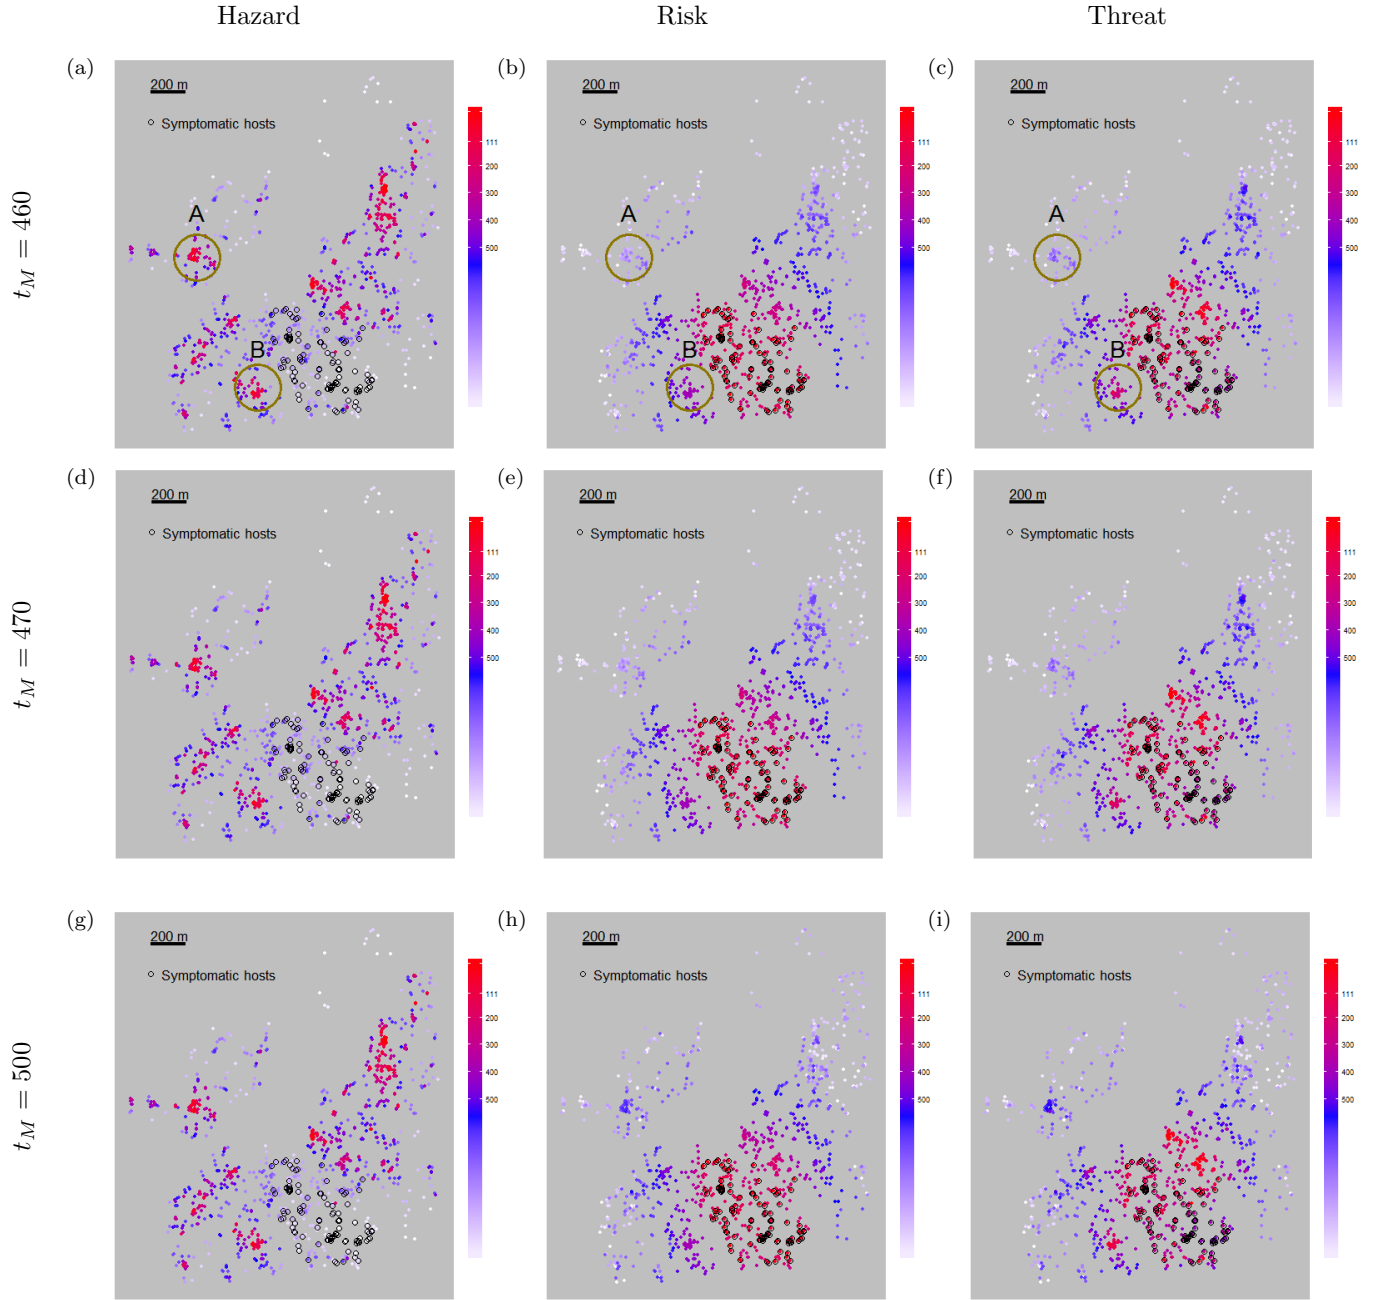 Hazard Risk Threat
(a) (b) (c)
200 m 200 m 200 m
Symptomatic hosts Symptomatic hosts Symptomatic hosts
111 111 111
200 200 200
300 300 300
400 400 400
500 500 500
A A A
B B B
t_M = 460
(d) (e) (f)
200 m 200 m 200 m
Symptomatic hosts Symptomatic hosts Symptomatic hosts
111 111 111
200 200 200
300 300 300
400 400 400
500 500 500
t_M = 470
(g) (h) (i)
200 m 200 m 200 m
Symptomatic hosts Symptomatic hosts Symptomatic hosts
111 111 111
200 200 200
300 300 300
400 400 400
500 500 500
t_M = 500